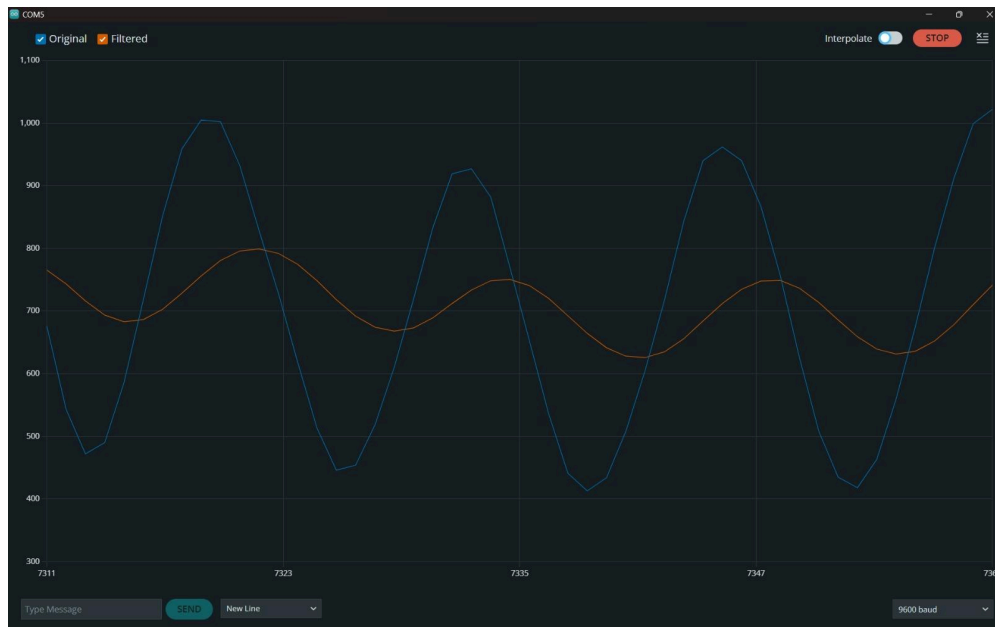 COM5
Original Filtered Interpolate STOP
1,100
1,000
900
800
700
600
500
400
300
7311 7323 7335 7347 736
Type Message SEND New Line 9600 baud